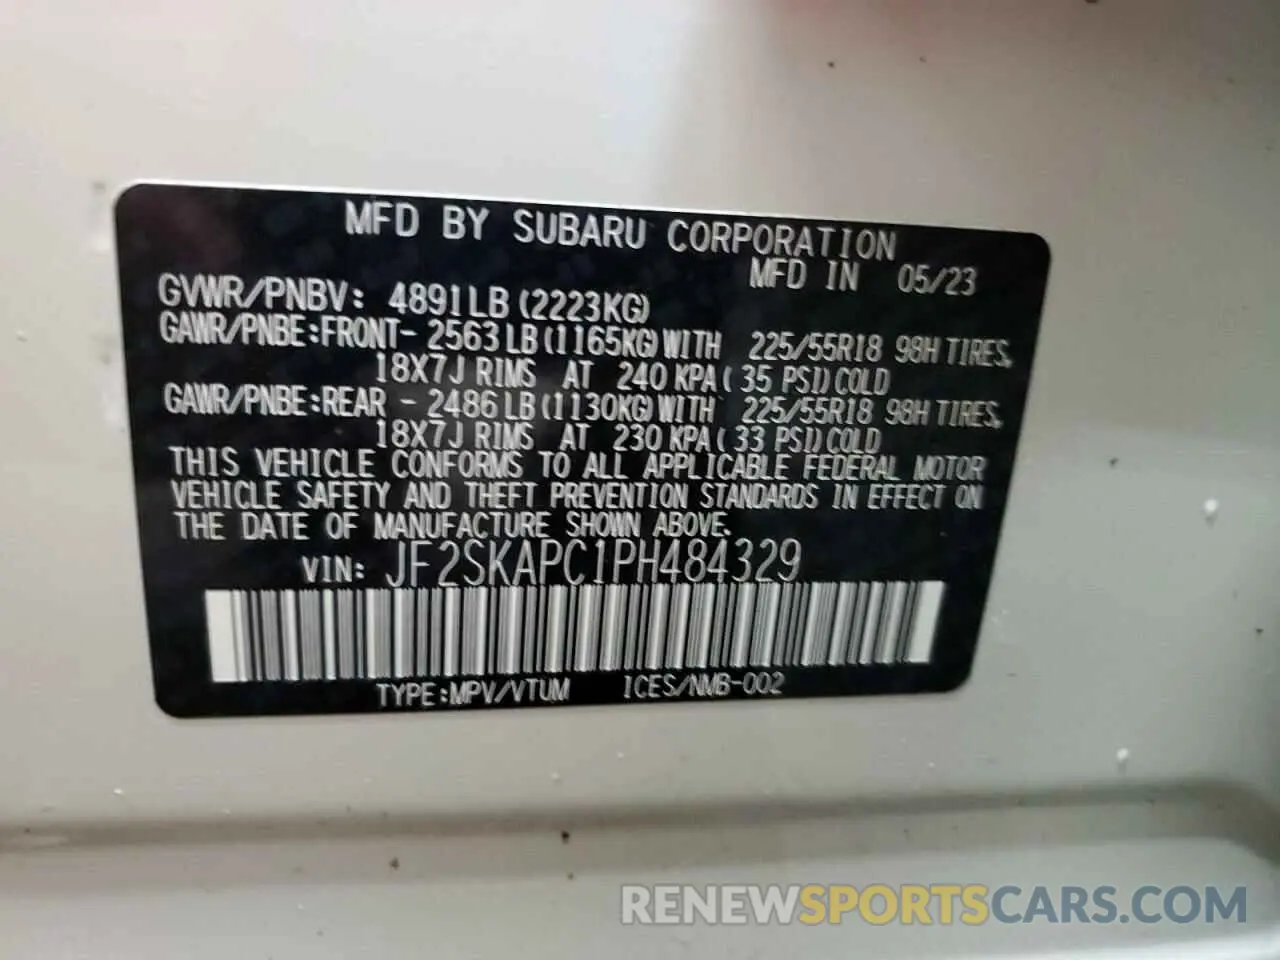 MFD BY SUBARU CORPORATION
MFD IN 05/23
GVWR/PNBV: 4891LB (2223KG)
GAWR/PNBE:FRONT- 2563LB(1165KG)WITH 225/55R18 98H TIRES,
18X7J RIMS AT 240 KPA( 35 PSI)COLD
GAWR/PNBE:REAR - 2486LB(1130KG)WITH 225/55R18 98H TIRES,
18X7J RIMS AT 230 KPA( 33 PSI)COLD
THIS VEHICLE CONFORMS TO ALL APPLICABLE FEDERAL MOTOR
VEHICLE SAFETY AND THEFT PREVENTION STANDARDS IN EFFECT ON
THE DATE OF MANUFACTURE SHOWN ABOVE.
VIN: JF2SKAPC1PH484329
TYPE:MPV/VTUM ICES/NMB-002
RENEWSPORTSCARS.COM